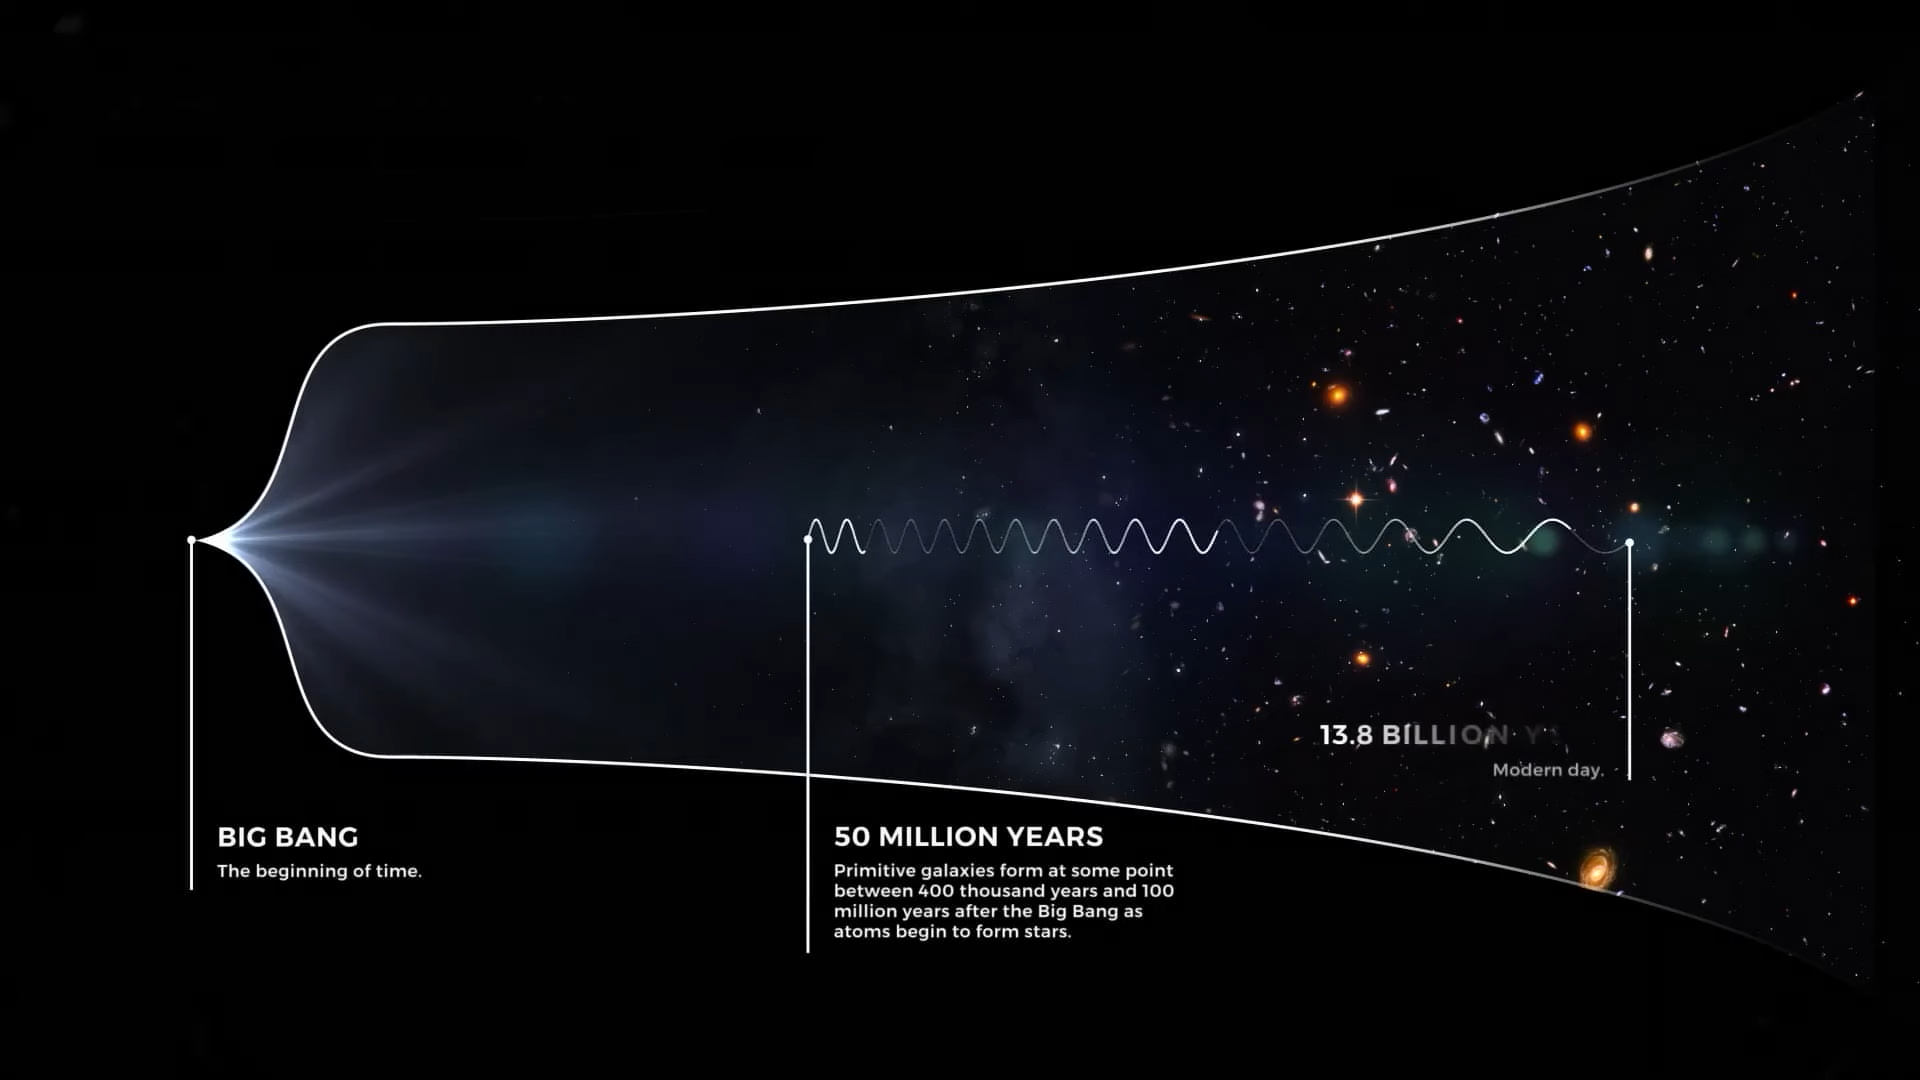 BIG BANG
The beginning of time.
50 MILLION YEARS
Primitive galaxies form at some point
between 400 thousand years and 100
million years after the Big Bang as
atoms begin to form stars.
13.8 BILLION
Modern day.